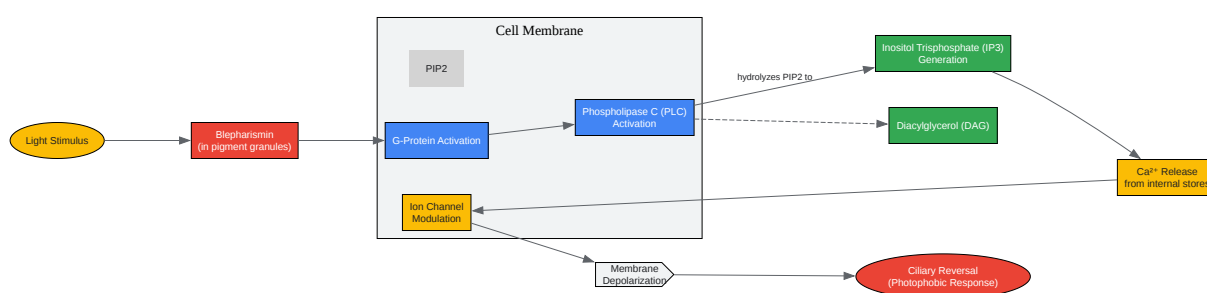 Cell Membrane
PIP2
Inositol Trisphosphate (IP3)
Generation
hydrolyzes PIP2 to
Phospholipase C (PLC)
Activation
Diacylglycerol (DAG)
Light Stimulus
Blepharismin
(in pigment granules)
G-Protein Activation
Ca²⁺ Release
from internal stores
Ion Channel
Modulation
Membrane
Depolarization
Ciliary Reversal
(Photophobic Response)